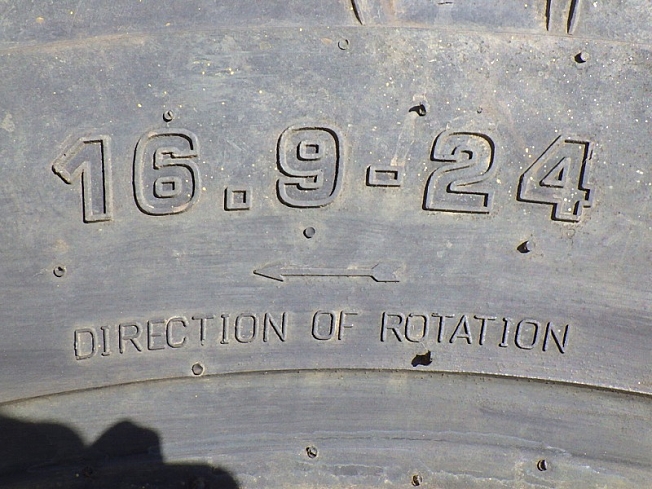 16.9-24
DIRECTION OF ROTATION